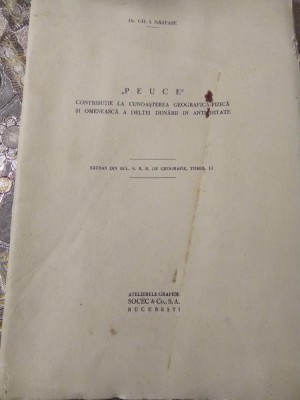 Dr. GH. I. NĂSTASE
„PEUCE”
CONTRIBUȚIE LA CUNOAȘTEREA GEOGRAFICĂ-FIZICĂ
ȘI OMENEASCĂ A DELTEI DUNĂRII IN ANTICHITATE
EXTRAS DIN BUL. S. R. R. DE GEOGRAFIE, TOMUL LI
ATELIERELE GRAFICE
SOCEC & Co., S. A.
BUCUREȘTI